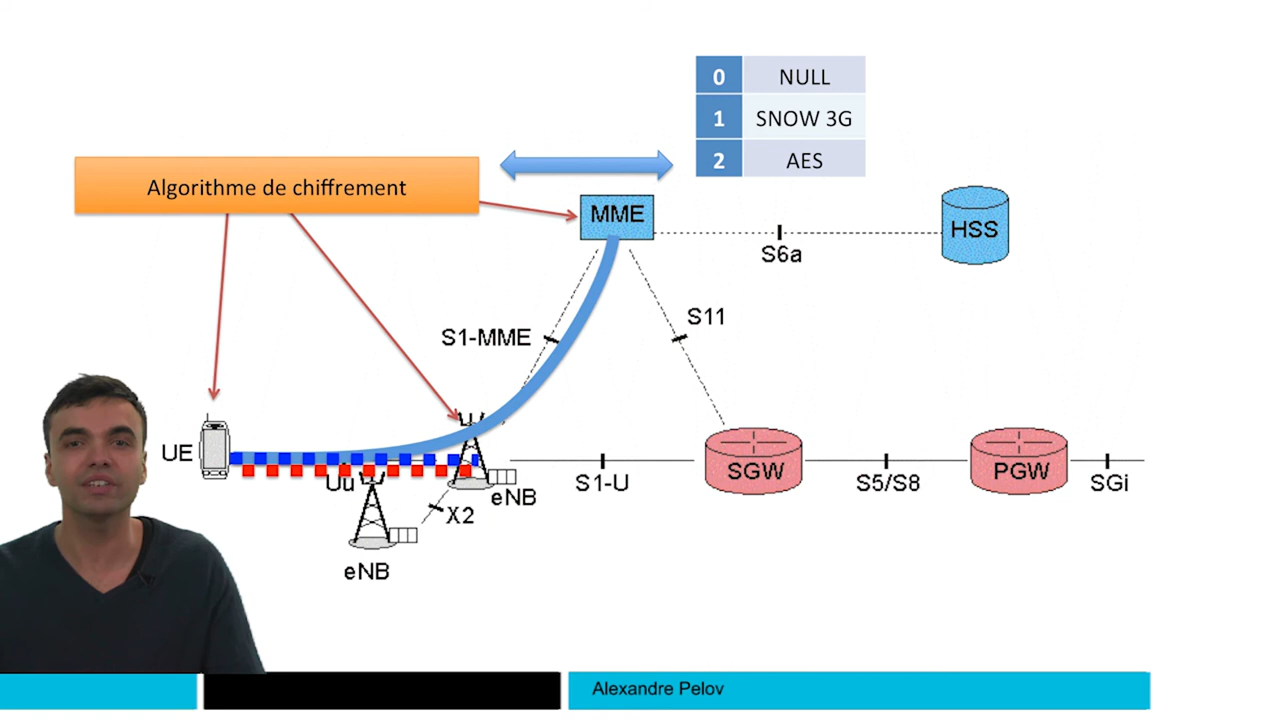 0 NULL
1 SNOW 3G
2 AES
Algorithme de chiffrement
MME
HSS
S6a
S1-MME
S11
UE
Uu
eNB
X2
eNB
S1-U
SGW
S5/S8
PGW
SGi
Alexandre Pelov